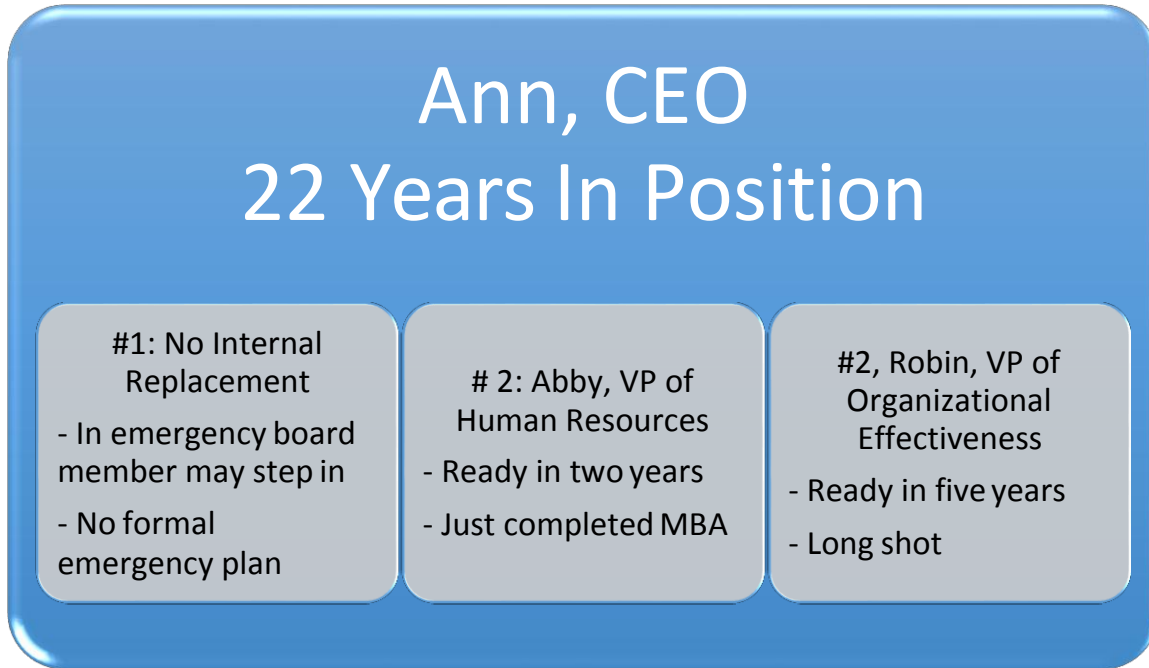 Ann, CEO
22 Years In Position
#1: No Internal
Replacement
- In emergency board
member may step in
- No formal
emergency plan
# 2: Abby, VP of
Human Resources
- Ready in two years
- Just completed MBA
#2, Robin, VP of
Organizational
Effectiveness
- Ready in five years
- Long shot